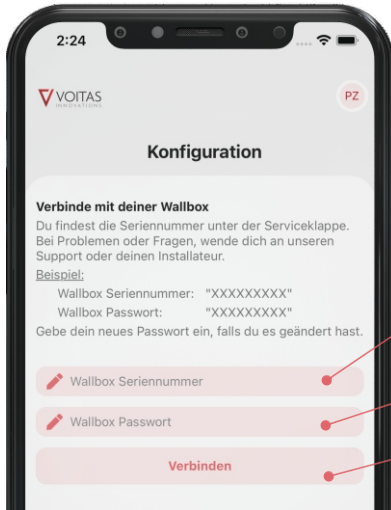 2:24
VOITAS
INNOVATIONS
PZ
Konfiguration
Verbinde mit deiner Wallbox
Du findest die Seriennummer unter der Serviceklappe.
Bei Problemen oder Fragen, wende dich an unseren
Support oder deinen Installateur.
Beispiel:
Wallbox Seriennummer: "XXXXXXXXX"
Wallbox Passwort: "XXXXXXXXX"
Gebe dein neues Passwort ein, falls du es geändert hast.
Wallbox Seriennummer
Wallbox Passwort
Verbinden